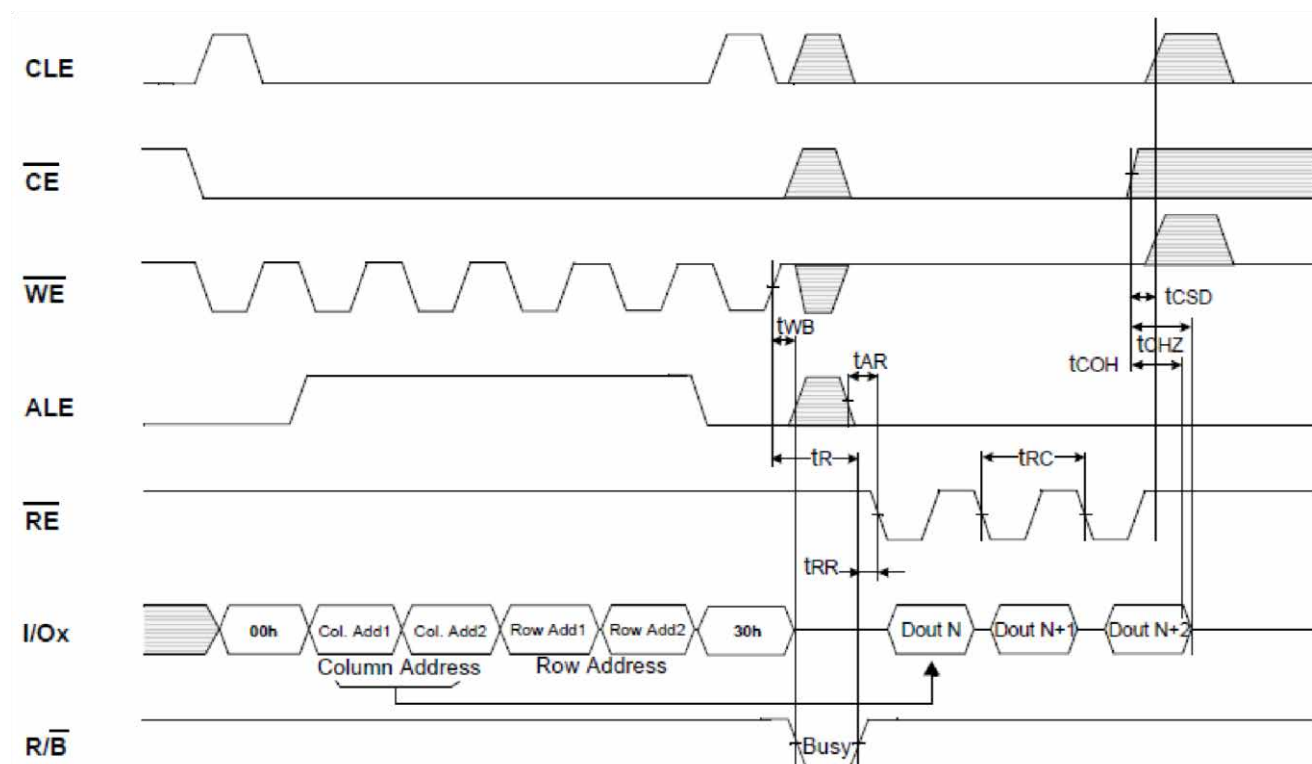 CLE
CE
WE
tCSD
tWB
tCHZ
tAR
tCOH
ALE
tR
tRC
RE
tRR
I/Ox
00h
Col. Add1
Col. Add2
Row Add1
Row Add2
30h
Dout N
Dout N+1
Dout N+2
Column Address
Row Address
R/B
Busy